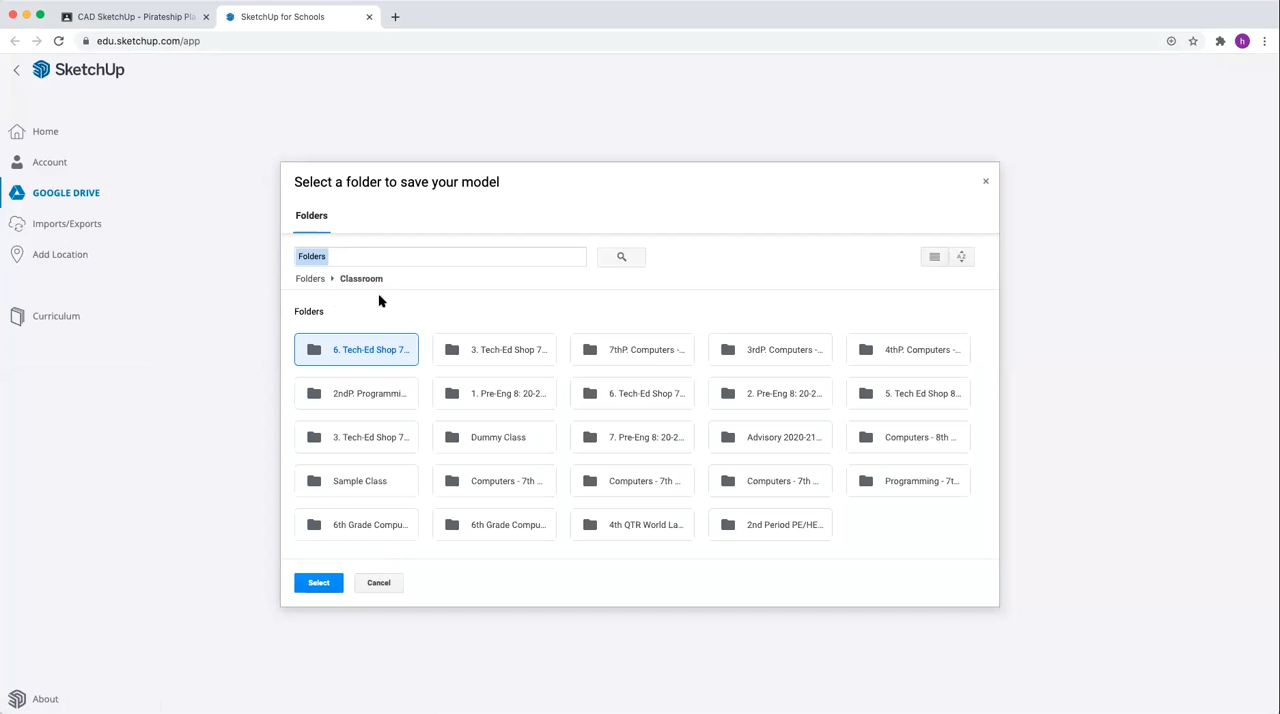 CAD SketchUp - Pirateship Pla
SketchUp for Schools
edu.sketchup.com/app
h
SketchUp
Home
Account
GOOGLE DRIVE
Imports/Exports
Add Location
Curriculum
About
Select a folder to save your model
Folders
Folders
Folders Classroom
Folders
6. Tech-Ed Shop 7... 3. Tech-Ed Shop 7... 7thP. Computers -... 3rdP. Computers -... 4thP. Computers -...
2ndP. Programmi... 1. Pre-Eng 8: 20-2... 6. Tech-Ed Shop 7... 2. Pre-Eng 8: 20-2... 5. Tech Ed Shop 8...
3. Tech-Ed Shop 7... Dummy Class 7. Pre-Eng 8: 20-2... Advisory 2020-21... Computers - 8th ...
Sample Class Computers - 7th ... Computers - 7th ... Computers - 7th ... Programming - 7t...
6th Grade Compu... 6th Grade Compu... 4th QTR World La... 2nd Period PE/HE...
Select Cancel